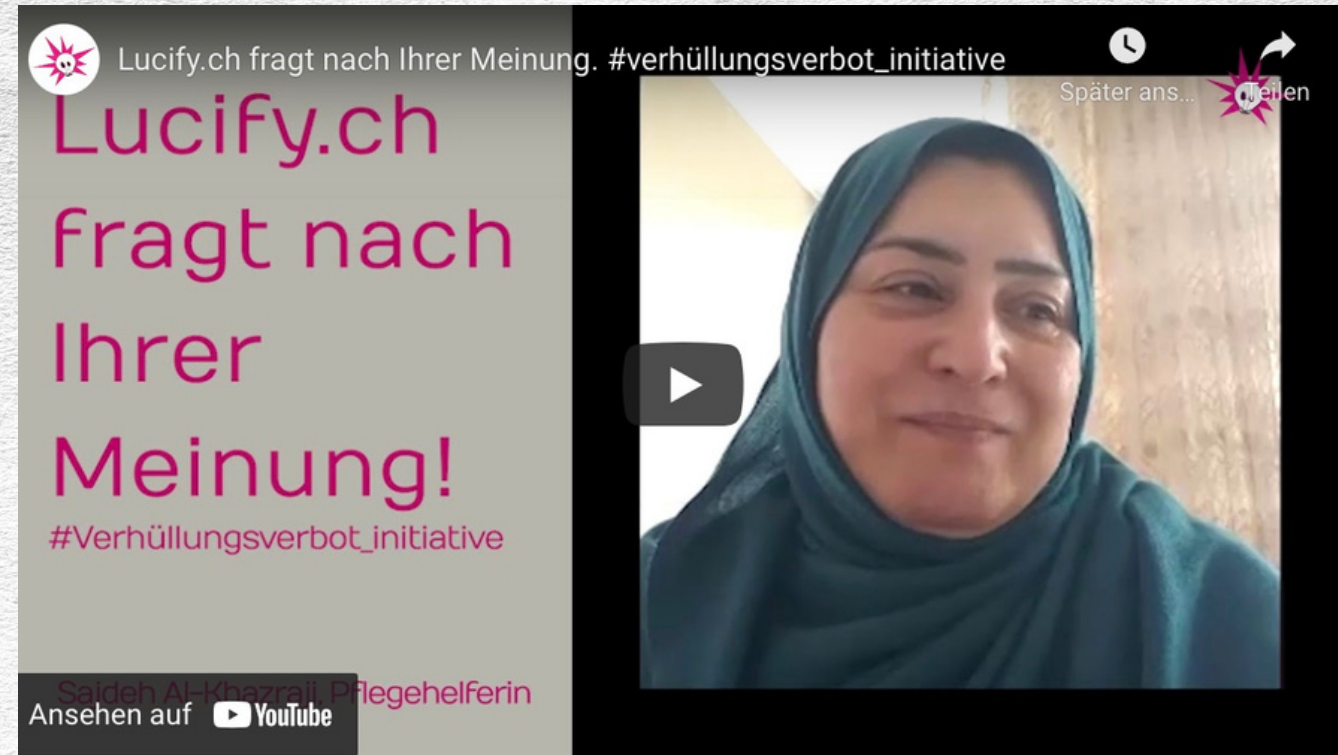 Lucify.ch fragt nach Ihrer Meinung. #verhüllungsverbot_initiative
Später ans...
Teilen
Lucify.ch
fragt nach
Ihrer
Meinung!
#Verhüllungsverbot_initiative
Saideh Al-Khazraji, Pflegehelferin
Ansehen auf YouTube